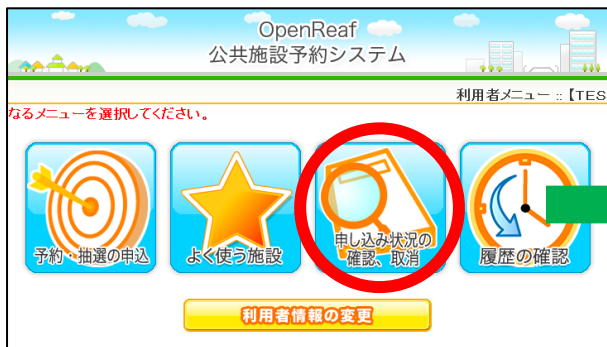 OpenReaf
公共施設予約システム
利用者メニュー ::【TES
なるメニューを選択してください。
予約・抽選の申込
よく使う施設
申し込み状況の
確認、取消
履歴の確認
利用者情報の変更